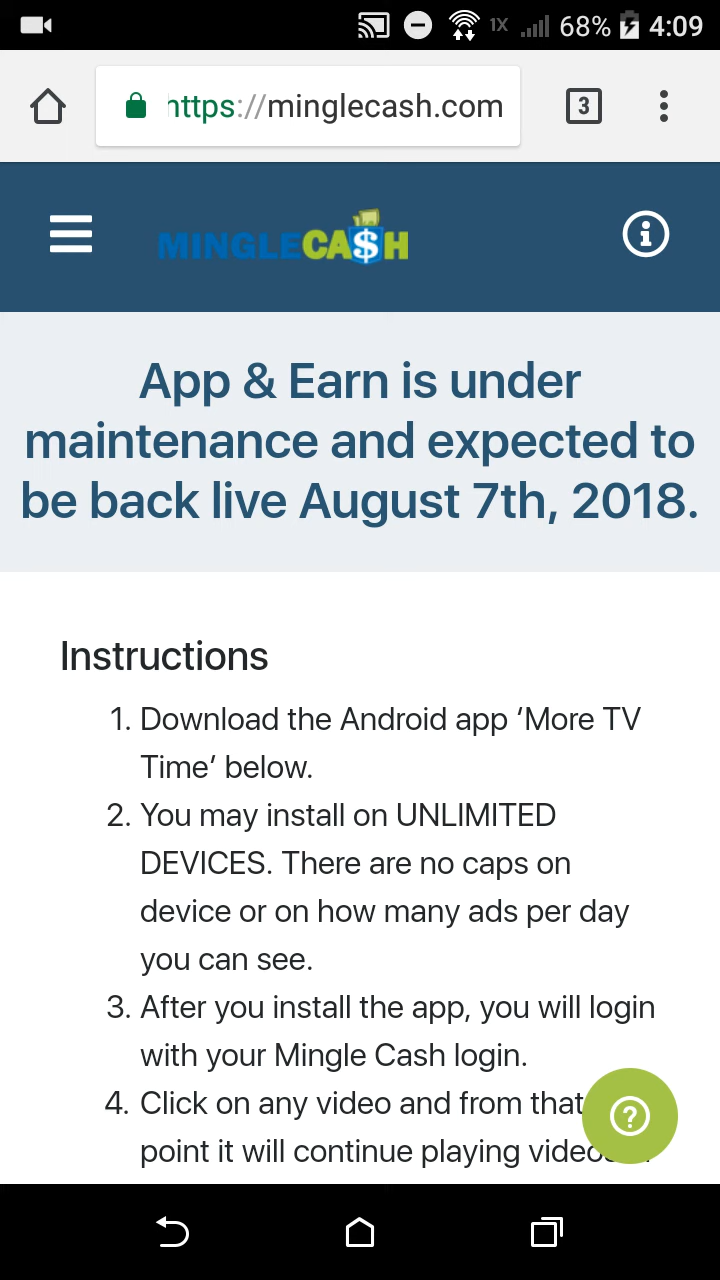 1X 68% 4:09
https://minglecash.com 3
MINGLECA$H
App & Earn is under
maintenance and expected to
be back live August 7th, 2018.
Instructions
1. Download the Android app ‘More TV
Time’ below.
2. You may install on UNLIMITED
DEVICES. There are no caps on
device or on how many ads per day
you can see.
3. After you install the app, you will login
with your Mingle Cash login.
4. Click on any video and from that
point it will continue playing